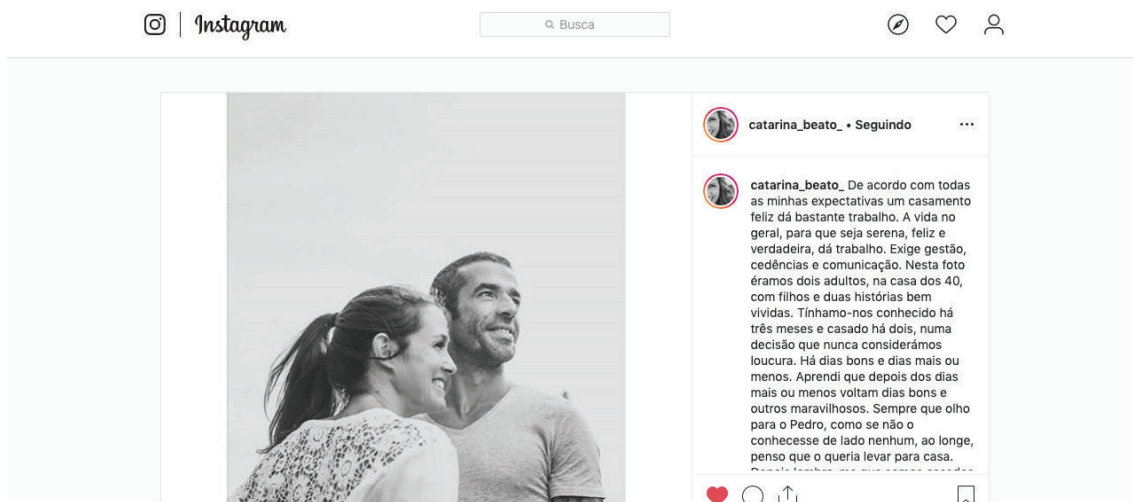 Instagram
Busca
catarina_beato_ • Seguindo
...
catarina_beato_ De acordo com todas
as minhas expectativas um casamento
feliz dá bastante trabalho. A vida no
geral, para que seja serena, feliz e
verdadeira, dá trabalho. Exige gestão,
cedências e comunicação. Nesta foto
éramos dois adultos, na casa dos 40,
com filhos e duas histórias bem
vividas. Tínhamo-nos conhecido há
três meses e casado há dois, numa
decisão que nunca considerámos
loucura. Há dias bons e dias mais ou
menos. Aprendi que depois dos dias
mais ou menos voltam dias bons e
outros maravilhosos. Sempre que olho
para o Pedro, como se não o
conhecesse de lado nenhum, ao longe,
penso que o queria levar para casa.